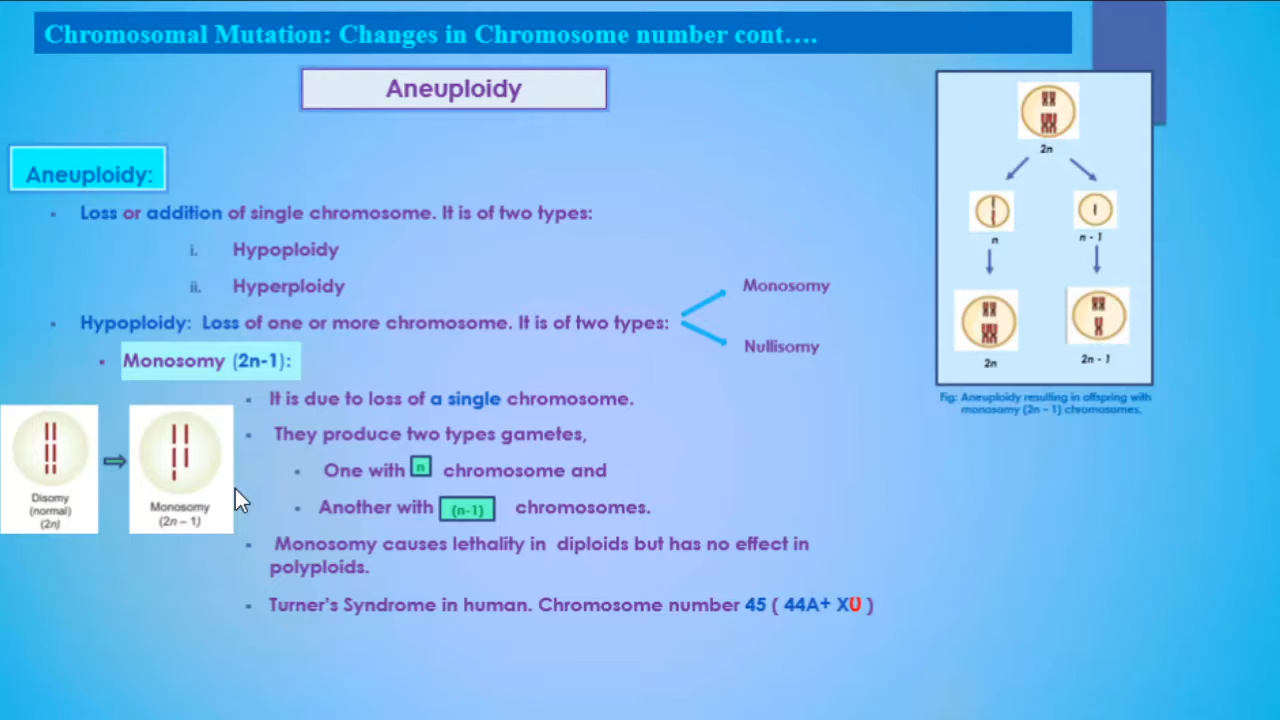 Chromosomal Mutation: Changes in Chromosome number cont….
Aneuploidy
Aneuploidy:
▪ Loss or addition of single chromosome. It is of two types:
i. Hypoploidy
ii. Hyperploidy
▪ Hypoploidy: Loss of one or more chromosome. It is of two types:
Monosomy
Nullisomy
▪ Monosomy (2n-1):
▪ It is due to loss of a single chromosome.
▪ They produce two types gametes,
▪ One with n chromosome and
▪ Another with (n-1) chromosomes.
▪ Monosomy causes lethality in diploids but has no effect in
polyploids.
▪ Turner's Syndrome in human. Chromosome number 45 ( 44A+ X0 )
Disomy
(normal)
(2n)
Monosomy
(2n – 1)
2n
n
n - 1
2n
2n - 1
Fig: Aneuploidy resulting in offspring with
monosomy (2n – 1) chromosomes.